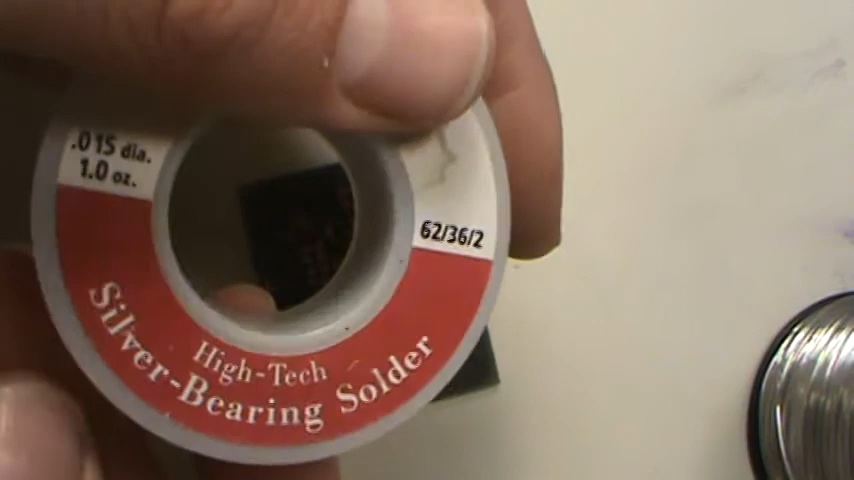 .015 dia.
1.0 oz.
62/36/2
High-Tech
Silver-Bearing Solder